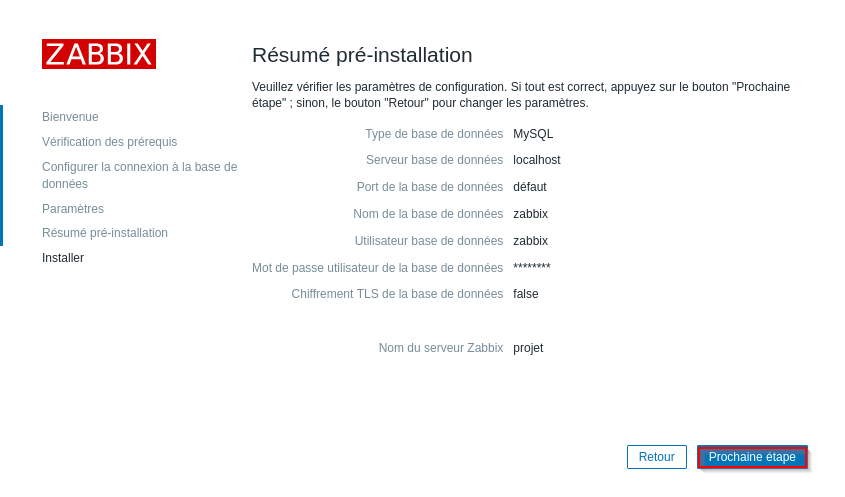 ZABBIX
Bienvenue
Vérification des prérequis
Configurer la connexion à la base de
données
Paramètres
Résumé pré-installation
Installer
Résumé pré-installation
Veuillez vérifier les paramètres de configuration. Si tout est correct, appuyez sur le bouton "Prochaine
étape" ; sinon, le bouton "Retour" pour changer les paramètres.
Type de base de données MySQL
Serveur base de données localhost
Port de la base de données défaut
Nom de la base de données zabbix
Utilisateur base de données zabbix
Mot de passe utilisateur de la base de données ********
Chiffrement TLS de la base de données false
Nom du serveur Zabbix projet
Retour Prochaine étape